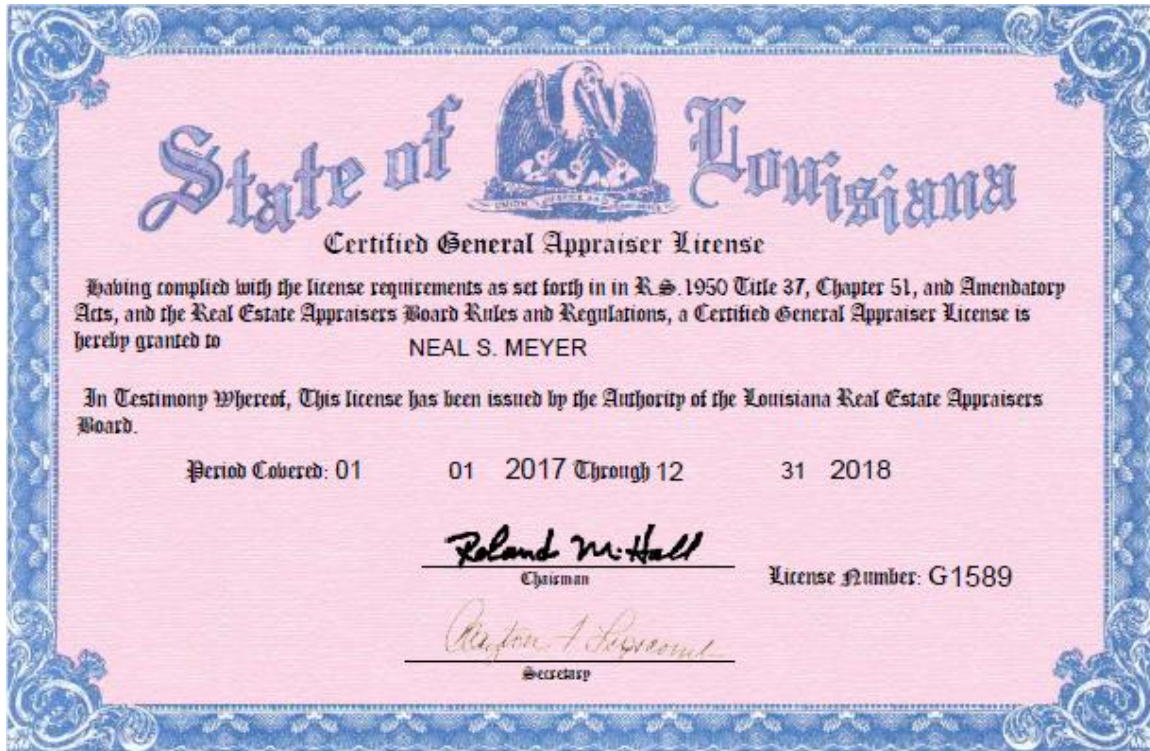 State of Louisiana
Certified General Appraiser License
Having complied with the license requirements as set forth in in R.S.1950 Title 37, Chapter 51, and Amendatory
Acts, and the Real Estate Appraisers Board Rules and Regulations, a Certified General Appraiser License is
hereby granted to NEAL S. MEYER
In Testimony Whereof, This license has been issued by the Authority of the Louisiana Real Estate Appraisers
Board.
Period Covered: 01 01 2017 Through 12 31 2018
Roland M. Hall
Chairman
License Number: G1589
Secretary